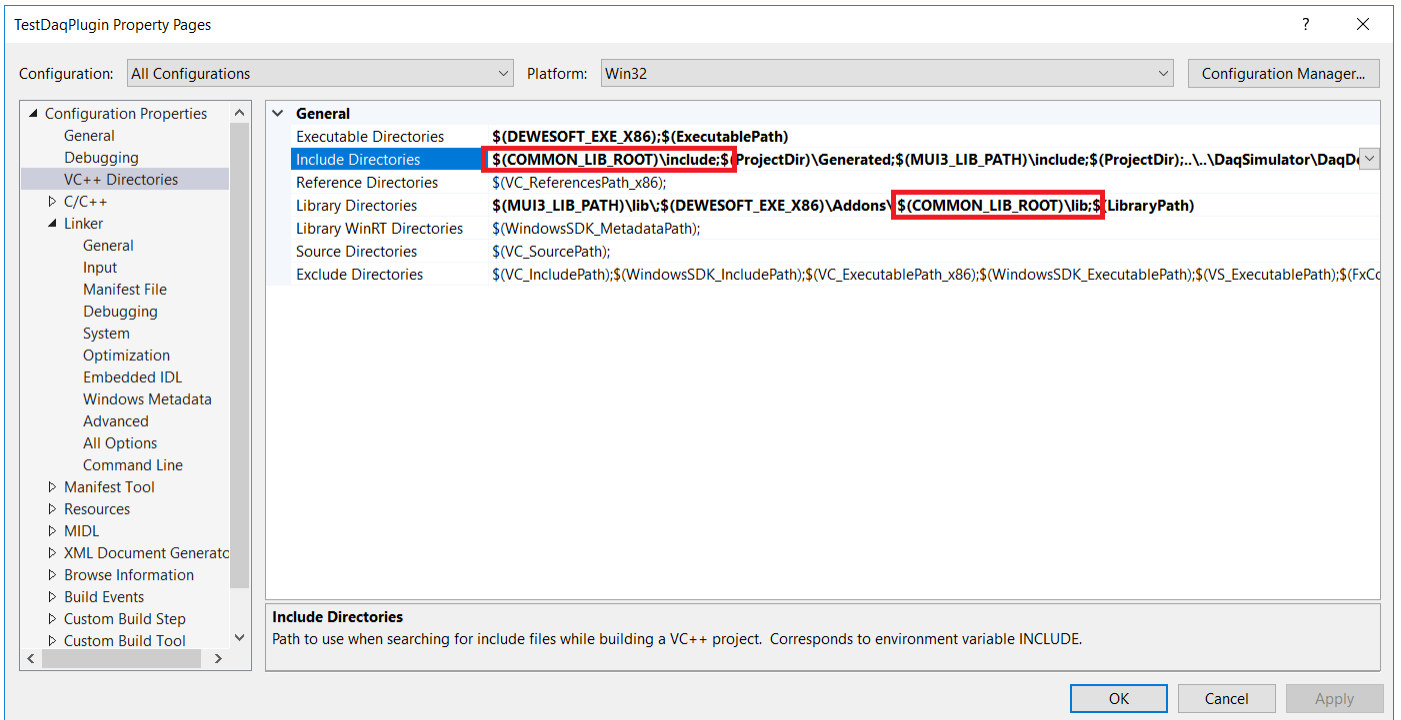 TestDaqPlugin Property Pages
?
Configuration: All Configurations Platform: Win32 Configuration Manager...
Configuration Properties
General
Debugging
VC++ Directories
C/C++
Linker
General
Input
Manifest File
Debugging
System
Optimization
Embedded IDL
Windows Metadata
Advanced
All Options
Command Line
Manifest Tool
Resources
MIDL
XML Document Generato
Browse Information
Build Events
Custom Build Step
Custom Build Tool
General
Executable Directories $(DEWESOFT_EXE_X86);$(ExecutablePath)
Include Directories $(COMMON_LIB_ROOT)\include;$(ProjectDir)\Generated;$(MUI3_LIB_PATH)\include;$(ProjectDir);..\..\DaqSimulator\DaqDe
Reference Directories $(VC_ReferencesPath_x86);
Library Directories $(MUI3_LIB_PATH)\lib\;$(DEWESOFT_EXE_X86)\Addons\ $(COMMON_LIB_ROOT)\lib;$(LibraryPath)
Library WinRT Directories $(WindowsSDK_MetadataPath);
Source Directories $(VC_SourcePath);
Exclude Directories $(VC_IncludePath);$(WindowsSDK_IncludePath);$(VC_ExecutablePath_x86);$(WindowsSDK_ExecutablePath);$(VS_ExecutablePath);$(FxCo
Include Directories
Path to use when searching for include files while building a VC++ project. Corresponds to environment variable INCLUDE.
OK Cancel Apply